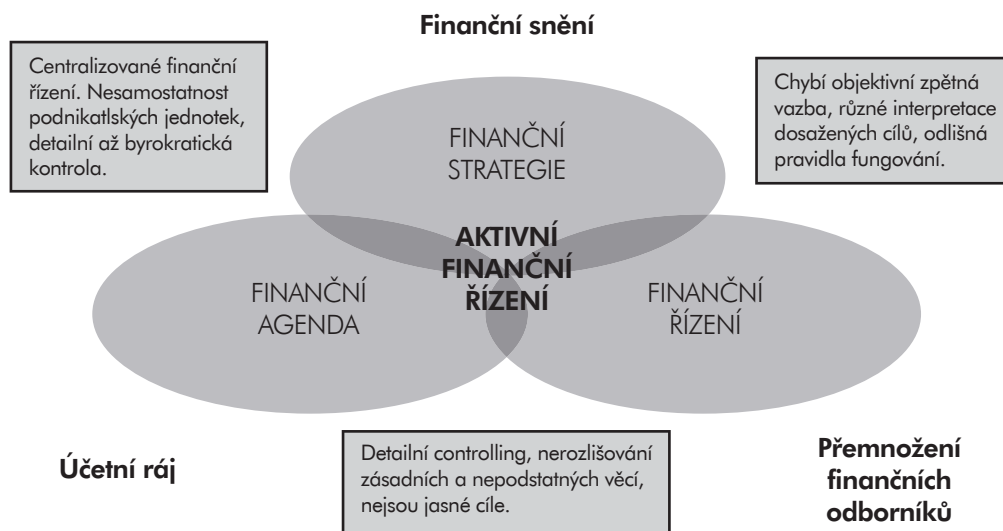 Finanční snění
Centralizované finanční
řízení. Nesamostatnost
podnikatlských jednotek,
detailní až byrokratická
kontrola.
Chybí objektivní zpětná
vazba, různé interpretace
dosažených cílů, odlišná
pravidla fungování.
FINANČNÍ
STRATEGIE
AKTIVNÍ
FINANČNÍ
ŘÍZENÍ
FINANČNÍ
AGENDA
FINANČNÍ
ŘÍZENÍ
Účetní ráj
Detailní controlling, nerozlišování
zásadních a nepodstatných věcí,
nejsou jasné cíle.
Přemnožení
finančních
odborníků